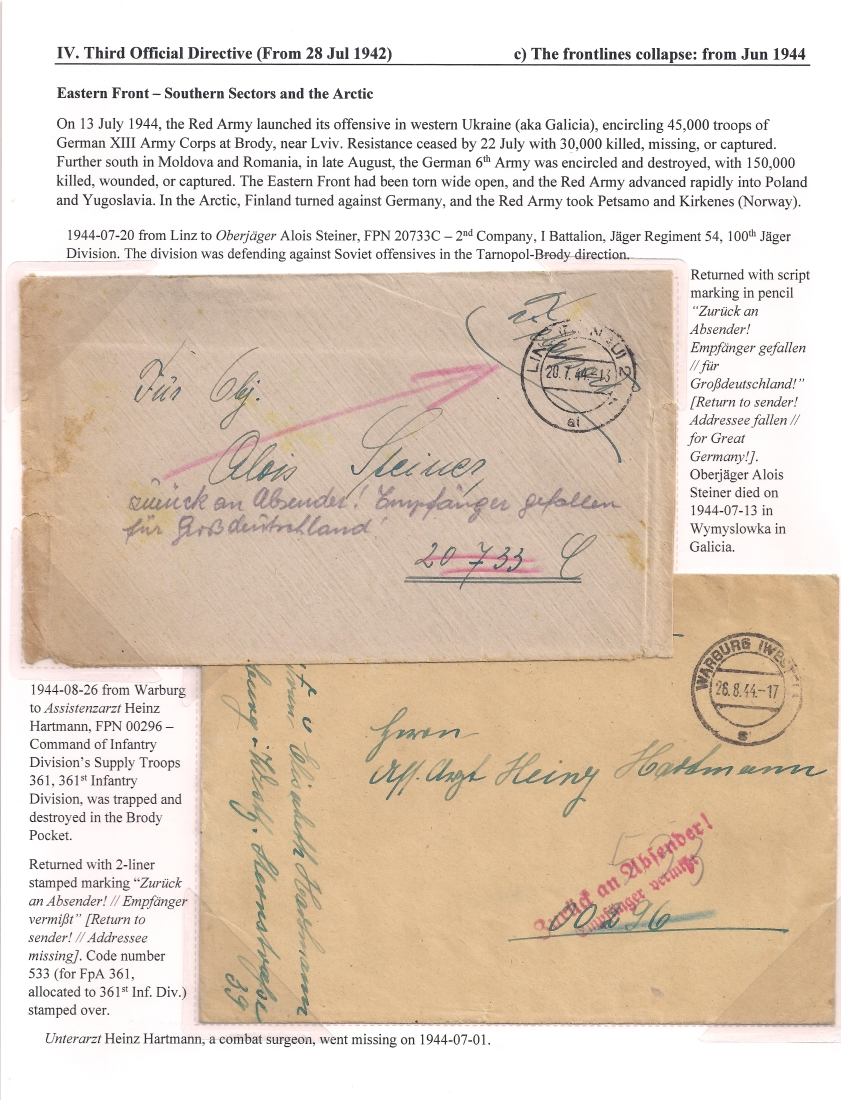 IV. Third Official Directive (From 28 Jul 1942) c) The frontlines collapse: from Jun 1944
Eastern Front – Southern Sectors and the Arctic
On 13 July 1944, the Red Army launched its offensive in western Ukraine (aka Galicia), encircling 45,000 troops of
German XIII Army Corps at Brody, near Lviv. Resistance ceased by 22 July with 30,000 killed, missing, or captured.
Further south in Moldova and Romania, in late August, the German 6th Army was encircled and destroyed, with 150,000
killed, wounded, or captured. The Eastern Front had been torn wide open, and the Red Army advanced rapidly into Poland
and Yugoslavia. In the Arctic, Finland turned against Germany, and the Red Army took Petsamo and Kirkenes (Norway).
1944-07-20 from Linz to Oberjäger Alois Steiner, FPN 20733C – 2nd Company, I Battalion, Jäger Regiment 54, 100th Jäger
Division. The division was defending against Soviet offensives in the Tarnopol-Brody direction.
Returned with script
marking in pencil
“Zurück an
Absender!
Empfänger gefallen
// für
Großdeutschland!”
[Return to sender!
Addressee fallen //
for Great
Germany!].
Oberjäger Alois
Steiner died on
1944-07-13 in
Wymyslowka in
Galicia.
LINZ
20.7.44.-13
Für Obj.
Alois Steiner,
zurück an Absender! Empfänger gefallen
für Großdeutschland!
20 733 C
1944-08-26 from Warburg
to Assistenzarzt Heinz
Hartmann, FPN 00296 –
Command of Infantry
Division’s Supply Troops
361, 361st Infantry
Division, was trapped and
destroyed in the Brody
Pocket.
Returned with 2-liner
stamped marking “Zurück
an Absender! // Empfänger
vermißt” [Return to
sender! // Addressee
missing]. Code number
533 (for FpA 361,
allocated to 361st Inf. Div.)
stamped over.
WARBURG
26.8.44.-17
Herrn
Ass. Arzt Heinz Hartmann
Zurück an Absender!
Empfänger vermißt
00296
Elisabeth Hartmann
39
Unterarzt Heinz Hartmann, a combat surgeon, went missing on 1944-07-01.